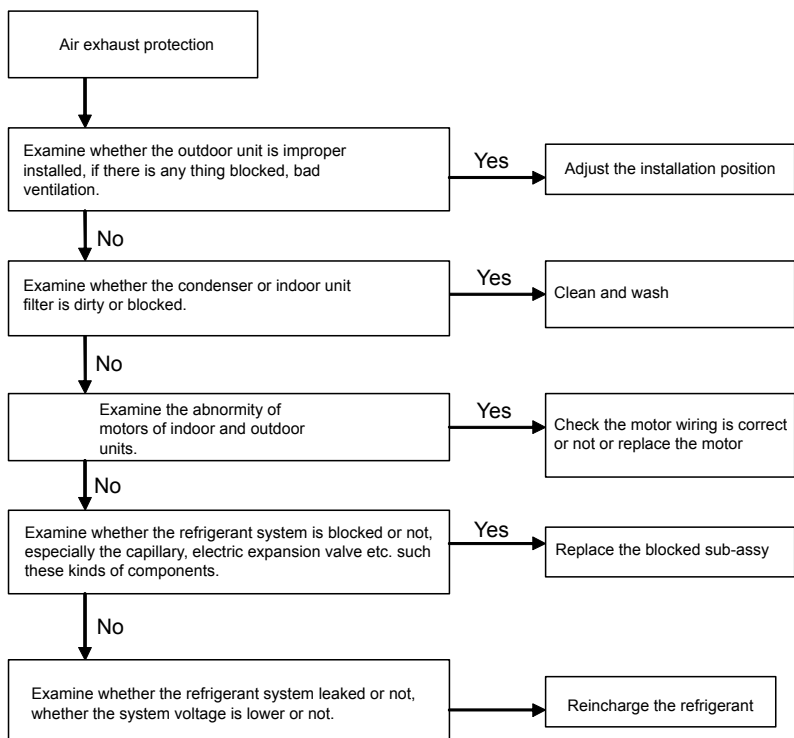 Air exhaust protection
Examine whether the outdoor unit is improper
installed, if there is any thing blocked, bad
ventilation.
Yes
Adjust the installation position
No
Examine whether the condenser or indoor unit
filter is dirty or blocked.
Yes
Clean and wash
No
Examine the abnormity of
motors of indoor and outdoor
units.
Yes
Check the motor wiring is correct
or not or replace the motor
No
Examine whether the refrigerant system is blocked or not,
especially the capillary, electric expansion valve etc. such
these kinds of components.
Yes
Replace the blocked sub-assy
No
Examine whether the refrigerant system leaked or not,
whether the system voltage is lower or not.
Reincharge the refrigerant